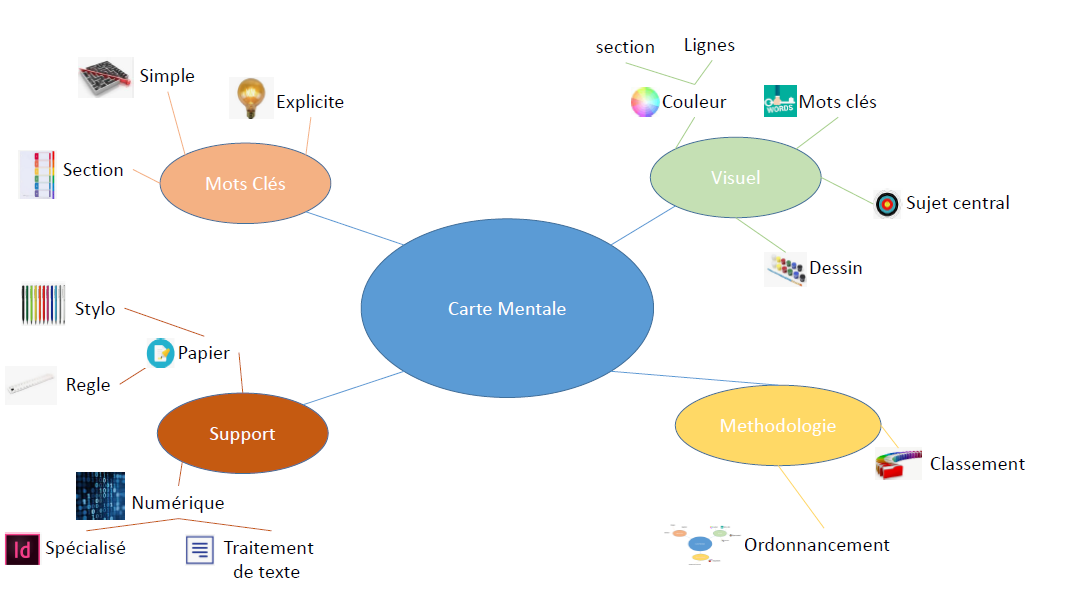 section
Lignes
Simple
Explicite
Couleur
WORDS
Mots clés
Section
Mots Clés
Visuel
Sujet central
Dessin
Carte Mentale
Stylo
Papier
Regle
Support
Methodologie
Classement
Numérique
Id
Spécialisé
Traitement
de texte
Ordonnancement